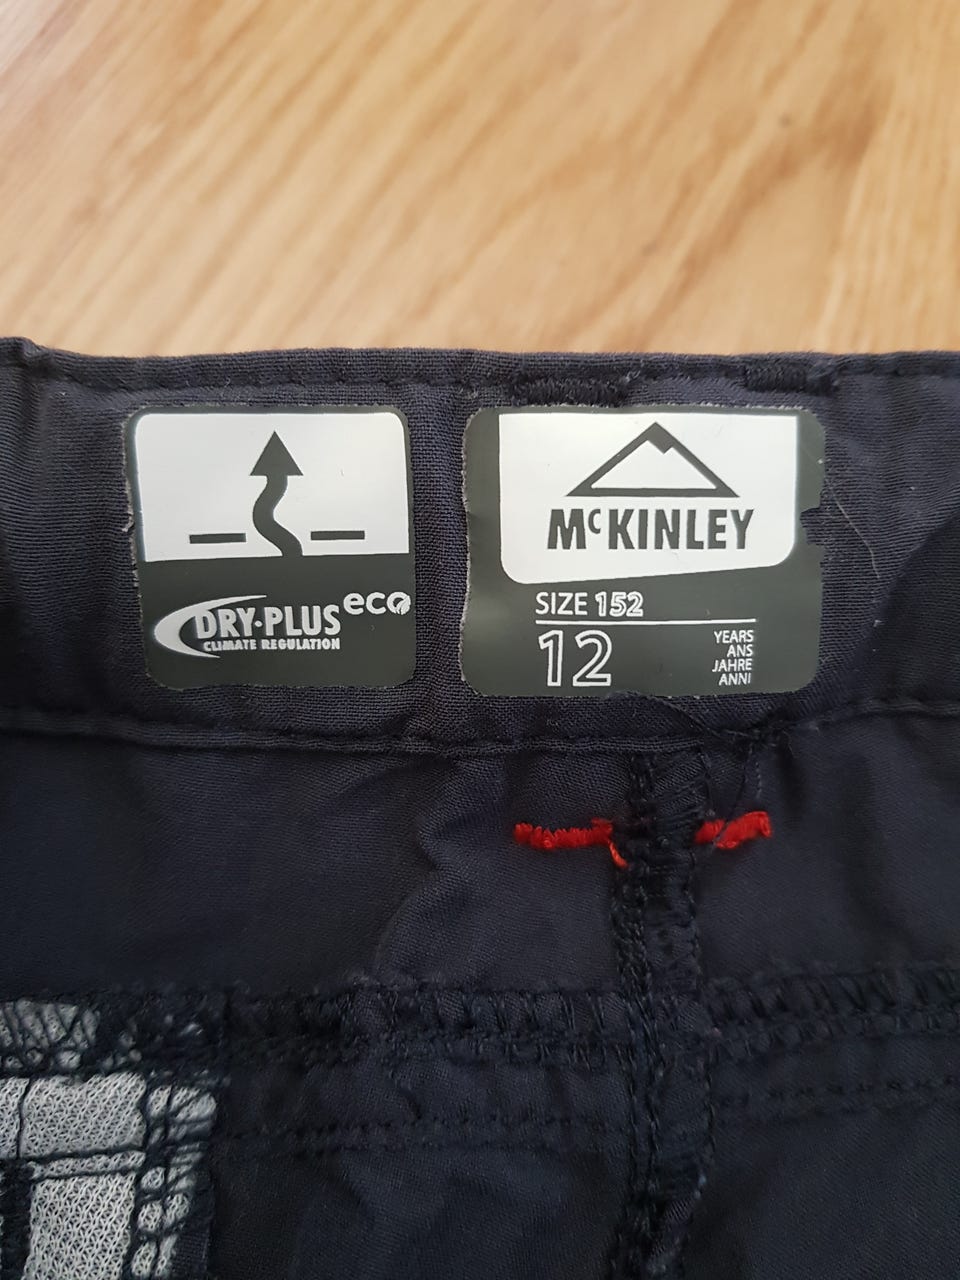 DRY·PLUS eco
CLIMATE REGULATION
McKINLEY
SIZE 152
12
YEARS
ANS
JAHRE
ANNI